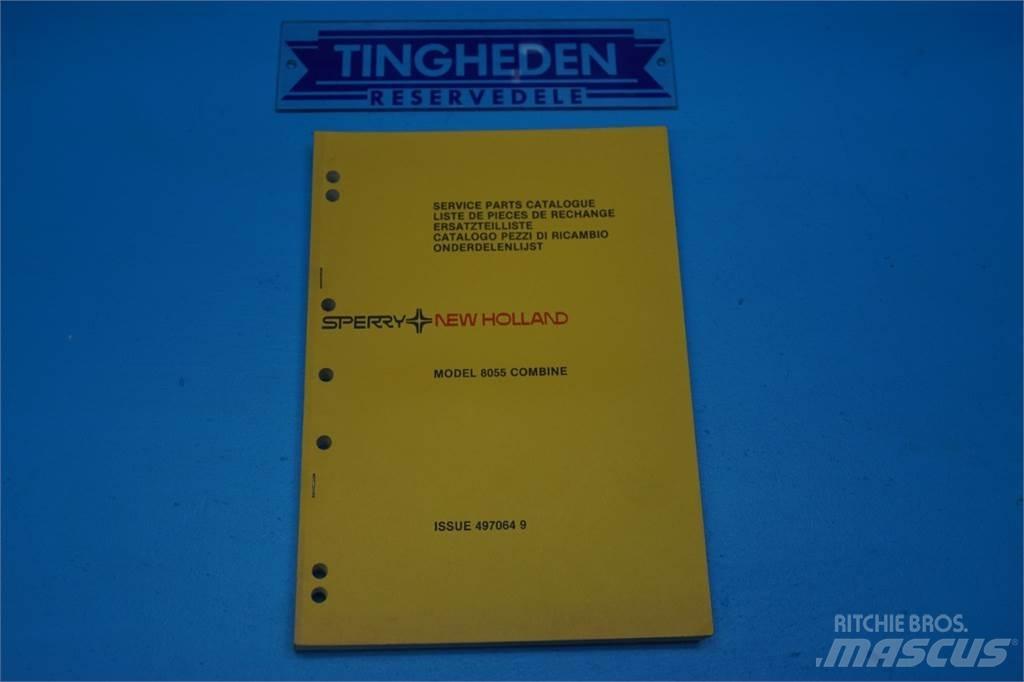 TINGHEDEN
RESERVEDELE
SERVICE PARTS CATALOGUE
LISTE DE PIECES DE RECHANGE
ERSATZTEILLISTE
CATALOGO PEZZI DI RICAMBIO
ONDERDELENLIJST
SPERRY NEW HOLLAND
MODEL 8055 COMBINE
ISSUE 497064 9
RITCHIE BROS.
MASCUS